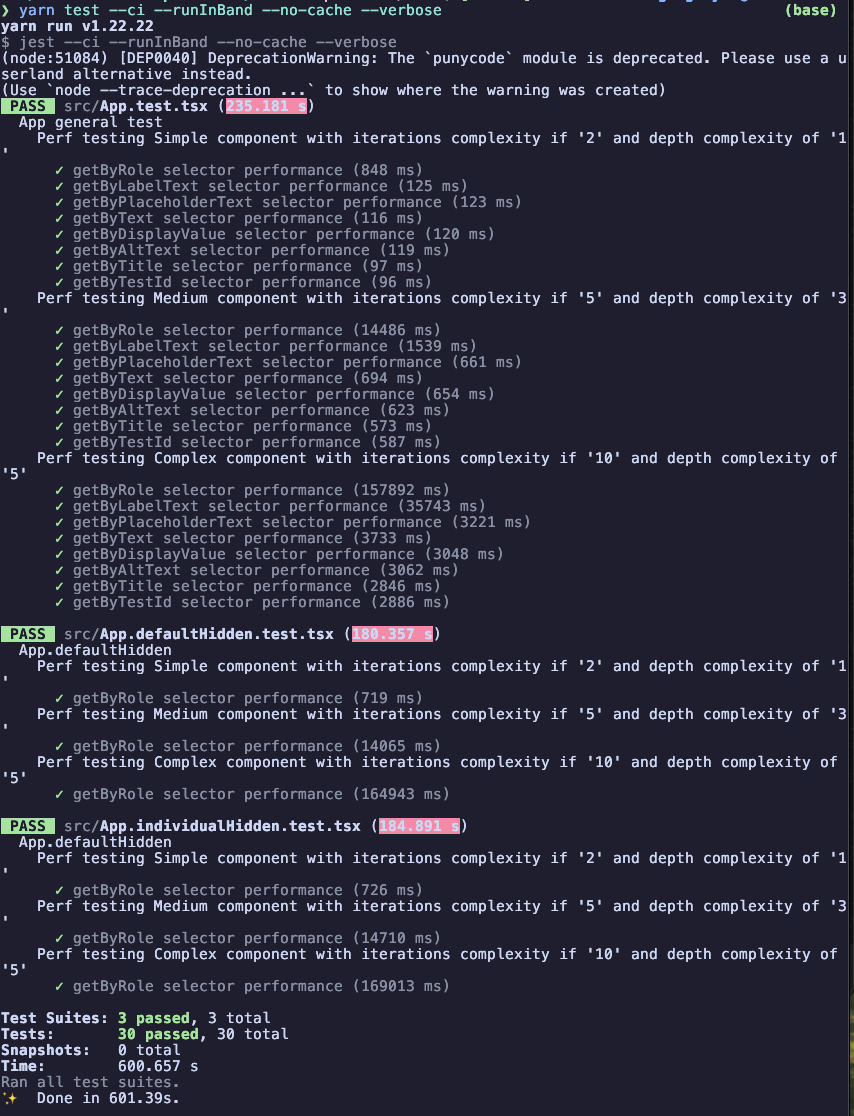 ❯ yarn test --ci --runInBand --no-cache --verbose (base)
yarn run v1.22.22
$ jest --ci --runInBand --no-cache --verbose
(node:51084) [DEP0040] DeprecationWarning: The `punycode` module is deprecated. Please use a u
serland alternative instead.
(Use `node --trace-deprecation ...` to show where the warning was created)
PASS src/App.test.tsx (235.181 s)
App general test
Perf testing Simple component with iterations complexity if '2' and depth complexity of '1
'
✓ getByRole selector performance (848 ms)
✓ getByLabelText selector performance (125 ms)
✓ getByPlaceholderText selector performance (123 ms)
✓ getByText selector performance (116 ms)
✓ getByDisplayValue selector performance (120 ms)
✓ getByAltText selector performance (119 ms)
✓ getByTitle selector performance (97 ms)
✓ getByTestId selector performance (96 ms)
Perf testing Medium component with iterations complexity if '5' and depth complexity of '3
'
✓ getByRole selector performance (14486 ms)
✓ getByLabelText selector performance (1539 ms)
✓ getByPlaceholderText selector performance (661 ms)
✓ getByText selector performance (694 ms)
✓ getByDisplayValue selector performance (654 ms)
✓ getByAltText selector performance (623 ms)
✓ getByTitle selector performance (573 ms)
✓ getByTestId selector performance (587 ms)
Perf testing Complex component with iterations complexity if '10' and depth complexity of
'5'
✓ getByRole selector performance (157892 ms)
✓ getByLabelText selector performance (35743 ms)
✓ getByPlaceholderText selector performance (3221 ms)
✓ getByText selector performance (3733 ms)
✓ getByDisplayValue selector performance (3048 ms)
✓ getByAltText selector performance (3062 ms)
✓ getByTitle selector performance (2846 ms)
✓ getByTestId selector performance (2886 ms)
PASS src/App.defaultHidden.test.tsx (180.357 s)
App.defaultHidden
Perf testing Simple component with iterations complexity if '2' and depth complexity of '1
'
✓ getByRole selector performance (719 ms)
Perf testing Medium component with iterations complexity if '5' and depth complexity of '3
'
✓ getByRole selector performance (14065 ms)
Perf testing Complex component with iterations complexity if '10' and depth complexity of
'5'
✓ getByRole selector performance (164943 ms)
PASS src/App.individualHidden.test.tsx (184.891 s)
App.defaultHidden
Perf testing Simple component with iterations complexity if '2' and depth complexity of '1
'
✓ getByRole selector performance (726 ms)
Perf testing Medium component with iterations complexity if '5' and depth complexity of '3
'
✓ getByRole selector performance (14710 ms)
Perf testing Complex component with iterations complexity if '10' and depth complexity of
'5'
✓ getByRole selector performance (169013 ms)
Test Suites: 3 passed, 3 total
Tests: 30 passed, 30 total
Snapshots: 0 total
Time: 600.657 s
Ran all test suites.
✨ Done in 601.39s.